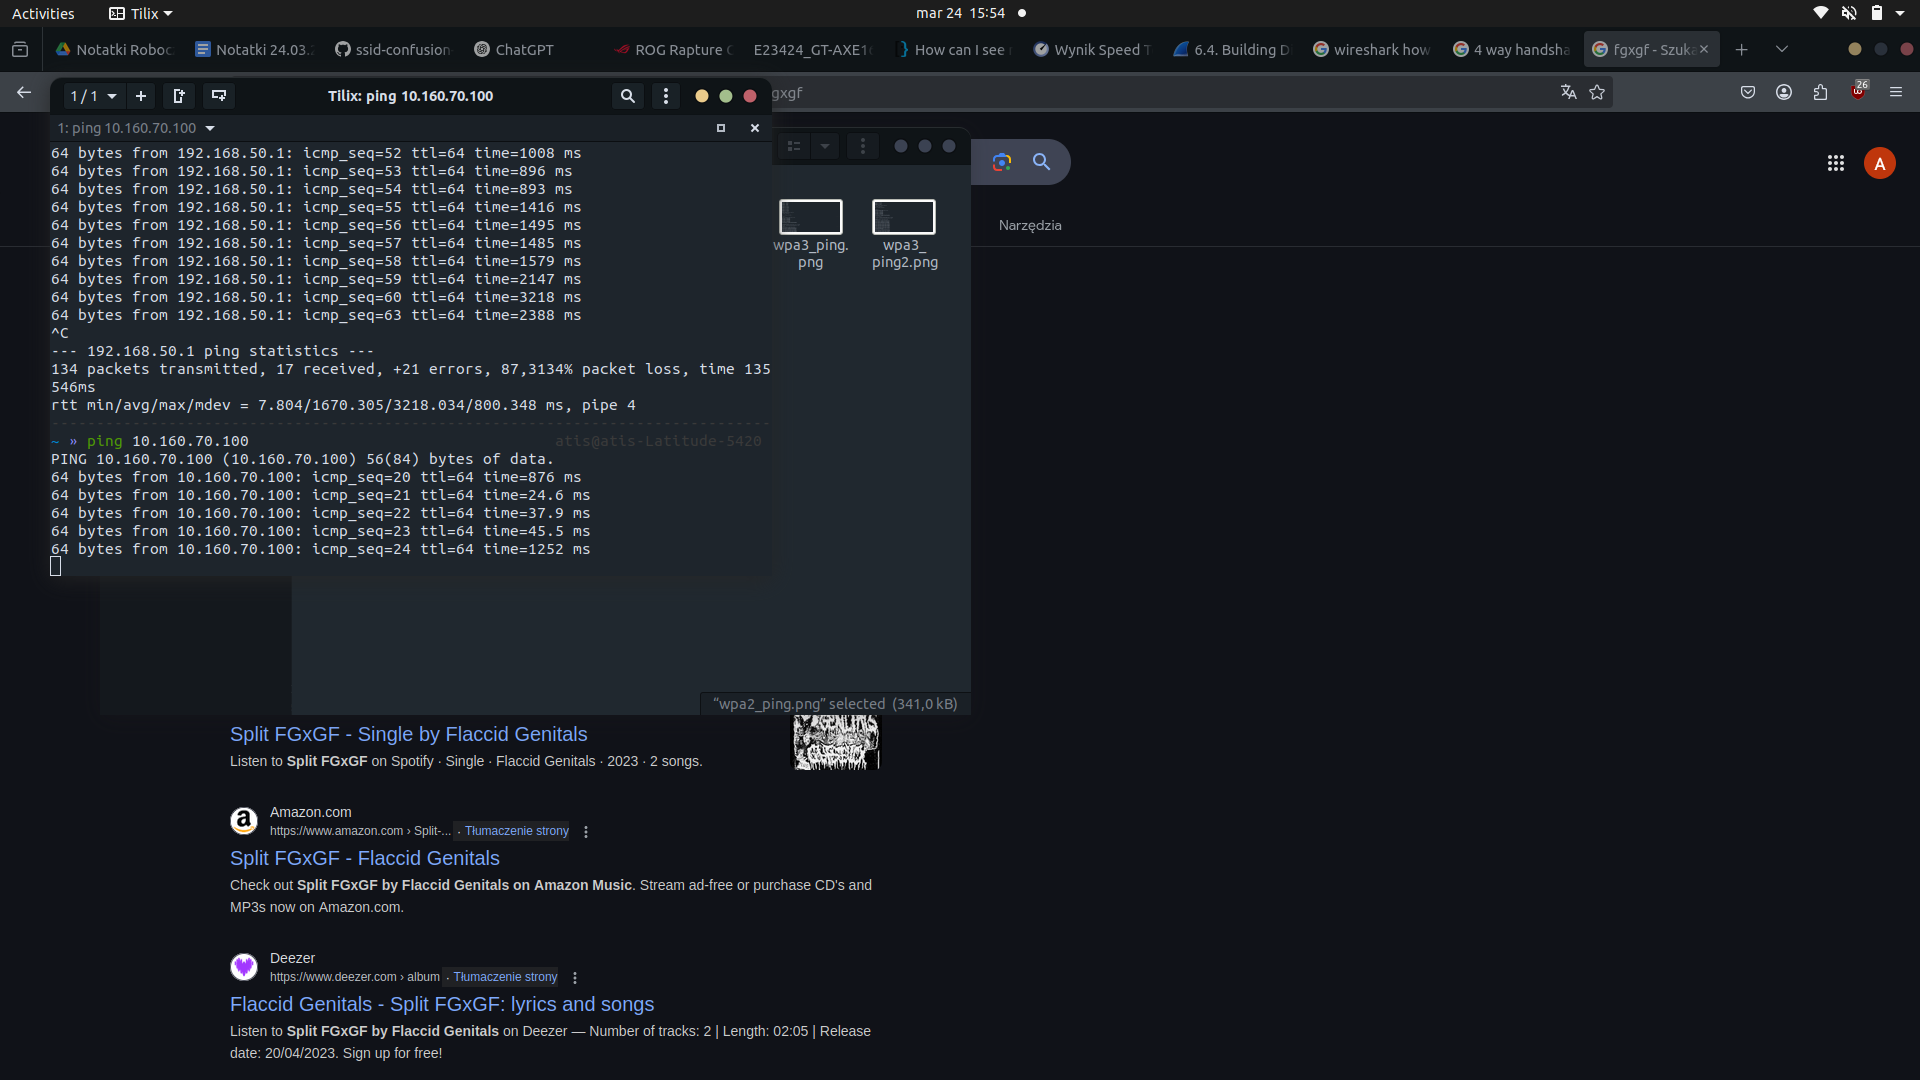 Activities
Tilix
mar 24 15:54
Notatki Roboc
Notatki 24.03.2
ssid-confusion
ChatGPT
ROG Rapture
E23424_GT-AXE1
How can I see
Wynik Speed T
6.4. Building D
wireshark how
4 way handsha
fgxgf - Szuka
1 / 1
Tilix: ping 10.160.70.100
gxgf
26
1: ping 10.160.70.100
A
Narzędzia
64 bytes from 192.168.50.1: icmp_seq=52 ttl=64 time=1008 ms
64 bytes from 192.168.50.1: icmp_seq=53 ttl=64 time=896 ms
64 bytes from 192.168.50.1: icmp_seq=54 ttl=64 time=893 ms
64 bytes from 192.168.50.1: icmp_seq=55 ttl=64 time=1416 ms
64 bytes from 192.168.50.1: icmp_seq=56 ttl=64 time=1495 ms
64 bytes from 192.168.50.1: icmp_seq=57 ttl=64 time=1485 ms
64 bytes from 192.168.50.1: icmp_seq=58 ttl=64 time=1579 ms
64 bytes from 192.168.50.1: icmp_seq=59 ttl=64 time=2147 ms
64 bytes from 192.168.50.1: icmp_seq=60 ttl=64 time=3218 ms
64 bytes from 192.168.50.1: icmp_seq=63 ttl=64 time=2388 ms
^C
--- 192.168.50.1 ping statistics ---
134 packets transmitted, 17 received, +21 errors, 87,3134% packet loss, time 135
546ms
rtt min/avg/max/mdev = 7.804/1670.305/3218.034/800.348 ms, pipe 4
~ » ping 10.160.70.100 atis@atis-Latitude-5420
PING 10.160.70.100 (10.160.70.100) 56(84) bytes of data.
64 bytes from 10.160.70.100: icmp_seq=20 ttl=64 time=876 ms
64 bytes from 10.160.70.100: icmp_seq=21 ttl=64 time=24.6 ms
64 bytes from 10.160.70.100: icmp_seq=22 ttl=64 time=37.9 ms
64 bytes from 10.160.70.100: icmp_seq=23 ttl=64 time=45.5 ms
64 bytes from 10.160.70.100: icmp_seq=24 ttl=64 time=1252 ms
wpa3_ping.
png
wpa3_
ping2.png
“wpa2_ping.png” selected (341,0 kB)
Split FGxGF - Single by Flaccid Genitals
Listen to Split FGxGF on Spotify · Single · Flaccid Genitals · 2023 · 2 songs.
Amazon.com
https://www.amazon.com › Split-... · Tłumaczenie strony
Split FGxGF - Flaccid Genitals
Check out Split FGxGF by Flaccid Genitals on Amazon Music. Stream ad-free or purchase CD's and
MP3s now on Amazon.com.
Deezer
https://www.deezer.com › album · Tłumaczenie strony
Flaccid Genitals - Split FGxGF: lyrics and songs
Listen to Split FGxGF by Flaccid Genitals on Deezer — Number of tracks: 2 | Length: 02:05 | Release
date: 20/04/2023. Sign up for free!